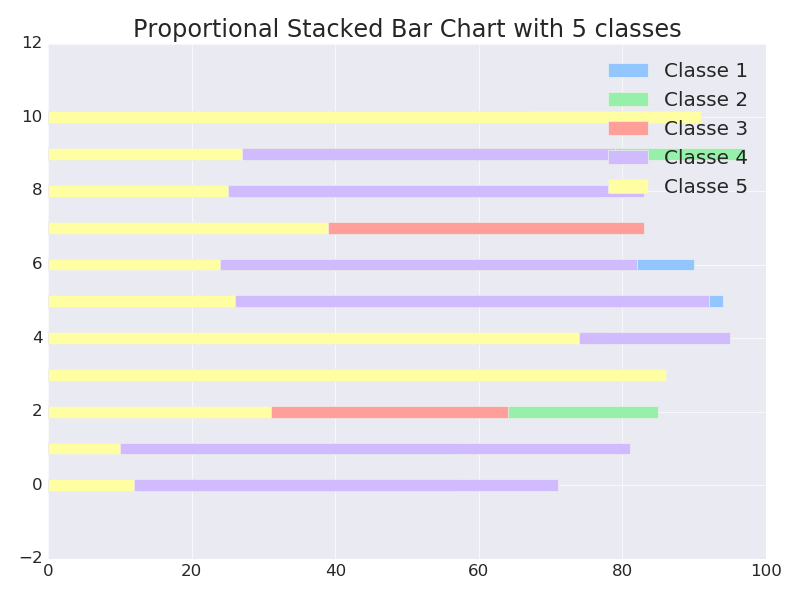 Proportional Stacked Bar Chart with 5 classes
12
10
8
6
4
2
0
−2
0 20 40 60 80 100
Classe 1
Classe 2
Classe 3
Classe 4
Classe 5